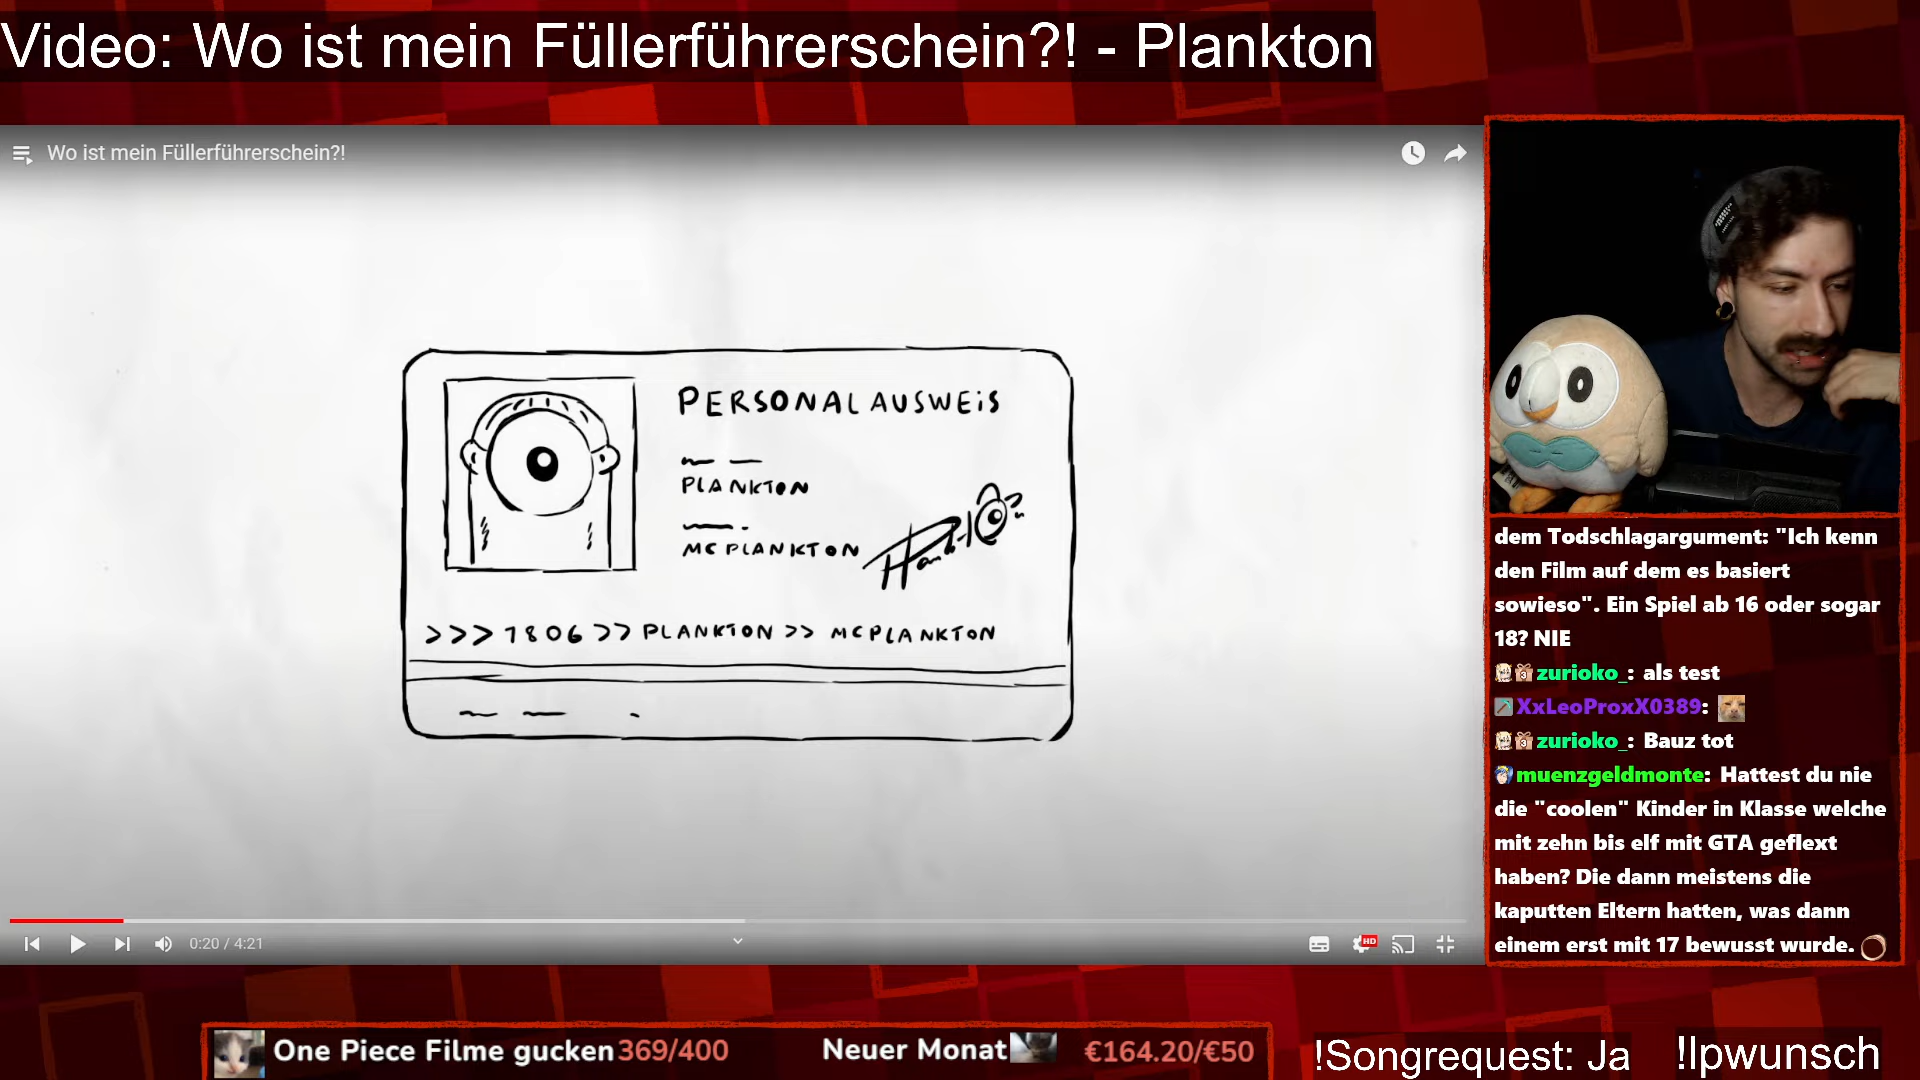 Video: Wo ist mein Füllerführerschein?! - Plankton
Wo ist mein Füllerführerschein?!
PERSONALAUSWEiS
PLANKTON
MCPLANKTON
>>> 7806 >> PLANKTON >> MCPLANKTON
0:20 / 4:21
HD
dem Todschlagargument: "Ich kenn
den Film auf dem es basiert
sowieso". Ein Spiel ab 16 oder sogar
18? NIE
zurioko_: als test
XxLeoProxX0389:
zurioko_: Bauz tot
muenzgeldmonte: Hattest du nie
die "coolen" Kinder in Klasse welche
mit zehn bis elf mit GTA geflext
haben? Die dann meistens die
kaputten Eltern hatten, was dann
einem erst mit 17 bewusst wurde.
One Piece Filme gucken 369/400
Neuer Monat €164.20/€50
!Songrequest: Ja
!lpwunsch